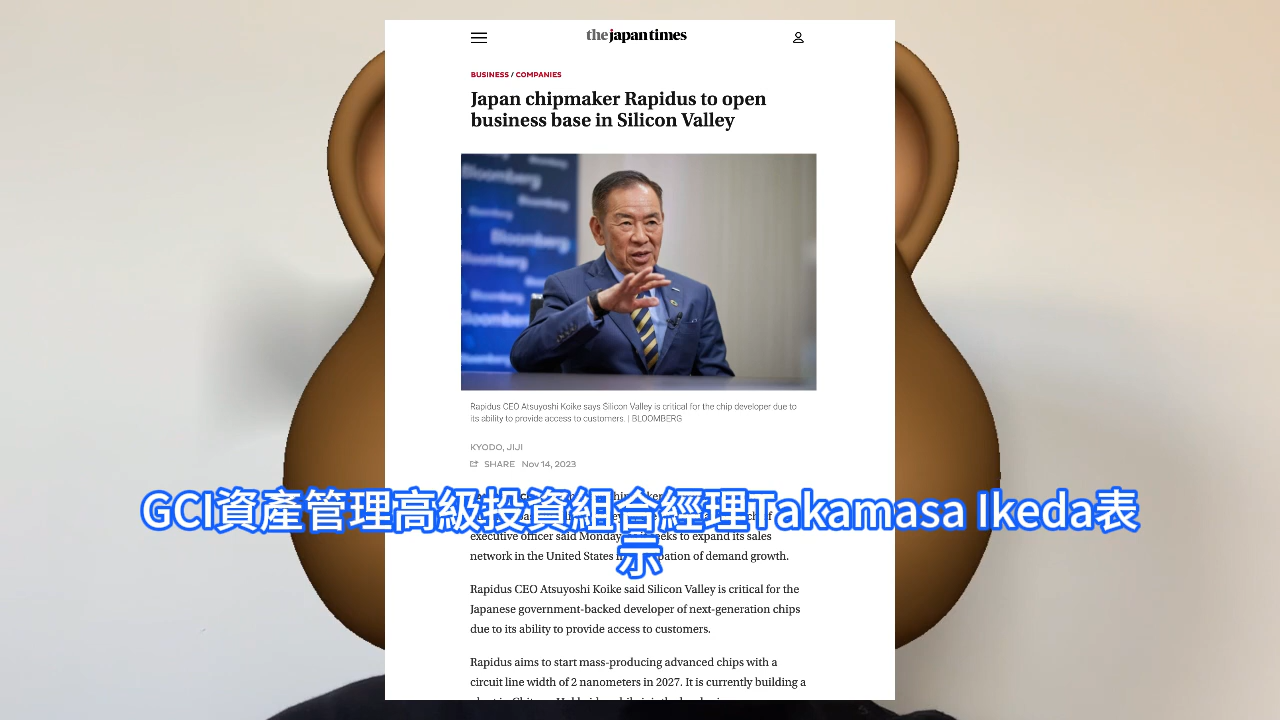 the japan times
BUSINESS / COMPANIES
Japan chipmaker Rapidus to open
business base in Silicon Valley
Bloomberg
Bloomberg
Bloomberg
Bloomberg
Bloomberg
Bloomberg
Bloomberg
Rapidus CEO Atsuyoshi Koike says Silicon Valley is critical for the chip developer due to
its ability to provide access to customers. | BLOOMBERG
KYODO, JIJI
SHARE Nov 14, 2023
GCI資產管理高級投資組合經理Takamasa Ikeda表
示
executive officer said Monday, seeks to expand its sales
network in the United States of demand growth.
Rapidus CEO Atsuyoshi Koike said Silicon Valley is critical for the
Japanese government-backed developer of next-generation chips
due to its ability to provide access to customers.
Rapidus aims to start mass-producing advanced chips with a
circuit line width of 2 nanometers in 2027. It is currently building a